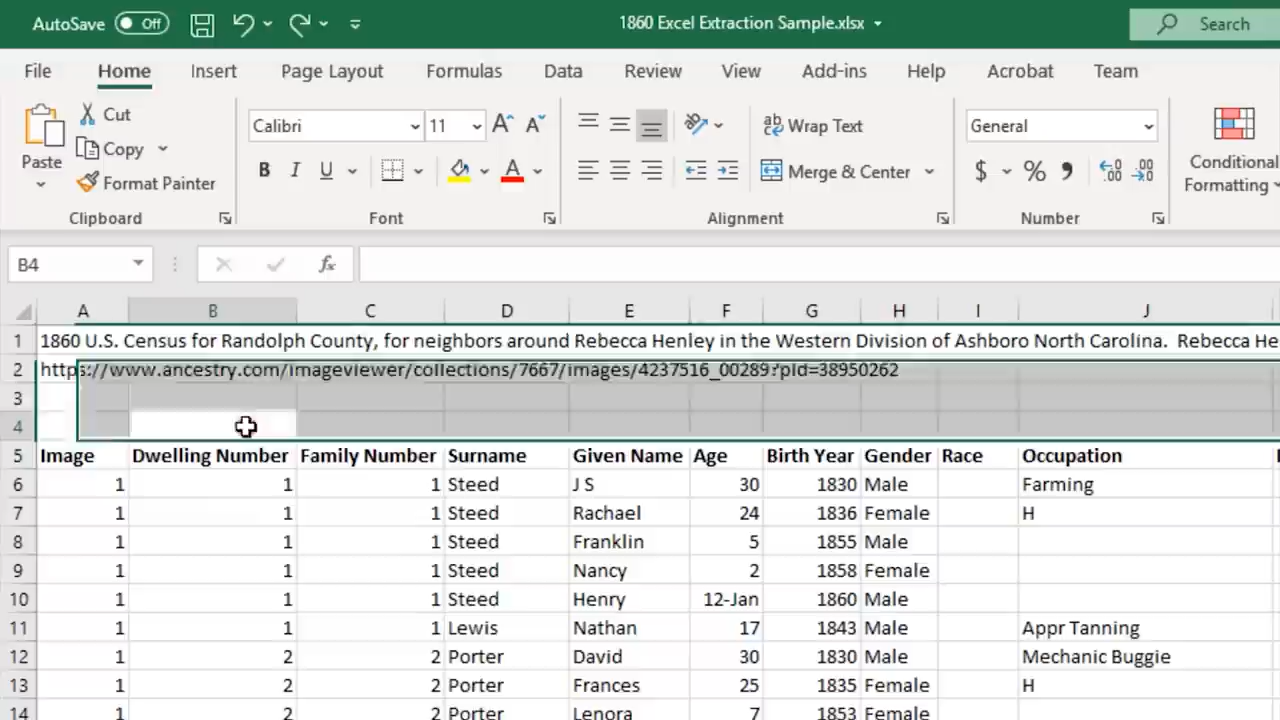 AutoSave Off 1860 Excel Extraction Sample.xlsx Search
File Home Insert Page Layout Formulas Data Review View Add-ins Help Acrobat Team
Paste Cut Copy Format Painter Clipboard
Calibri 11 A A B I U A Font
ab Wrap Text Merge & Center Alignment
General $ % Number
Conditional
Formatting
B4 fx
A B C D E F G H I J
1 1860 U.S. Census for Randolph County, for neighbors around Rebecca Henley in the Western Division of Ashboro North Carolina. Rebecca He
2 https://www.ancestry.com/imageviewer/collections/7667/images/4237516_00289?pId=38950262
3
4
5 Image Dwelling Number Family Number Surname Given Name Age Birth Year Gender Race Occupation
6 1 1 1 Steed J S 30 1830 Male Farming
7 1 1 1 Steed Rachael 24 1836 Female H
8 1 1 1 Steed Franklin 5 1855 Male
9 1 1 1 Steed Nancy 2 1858 Female
10 1 1 1 Steed Henry 12-Jan 1860 Male
11 1 1 1 Lewis Nathan 17 1843 Male Appr Tanning
12 1 2 2 Porter David 30 1830 Male Mechanic Buggie
13 1 2 2 Porter Frances 25 1835 Female H
14 1 2 2 Porter Lenora 7 1853 Female